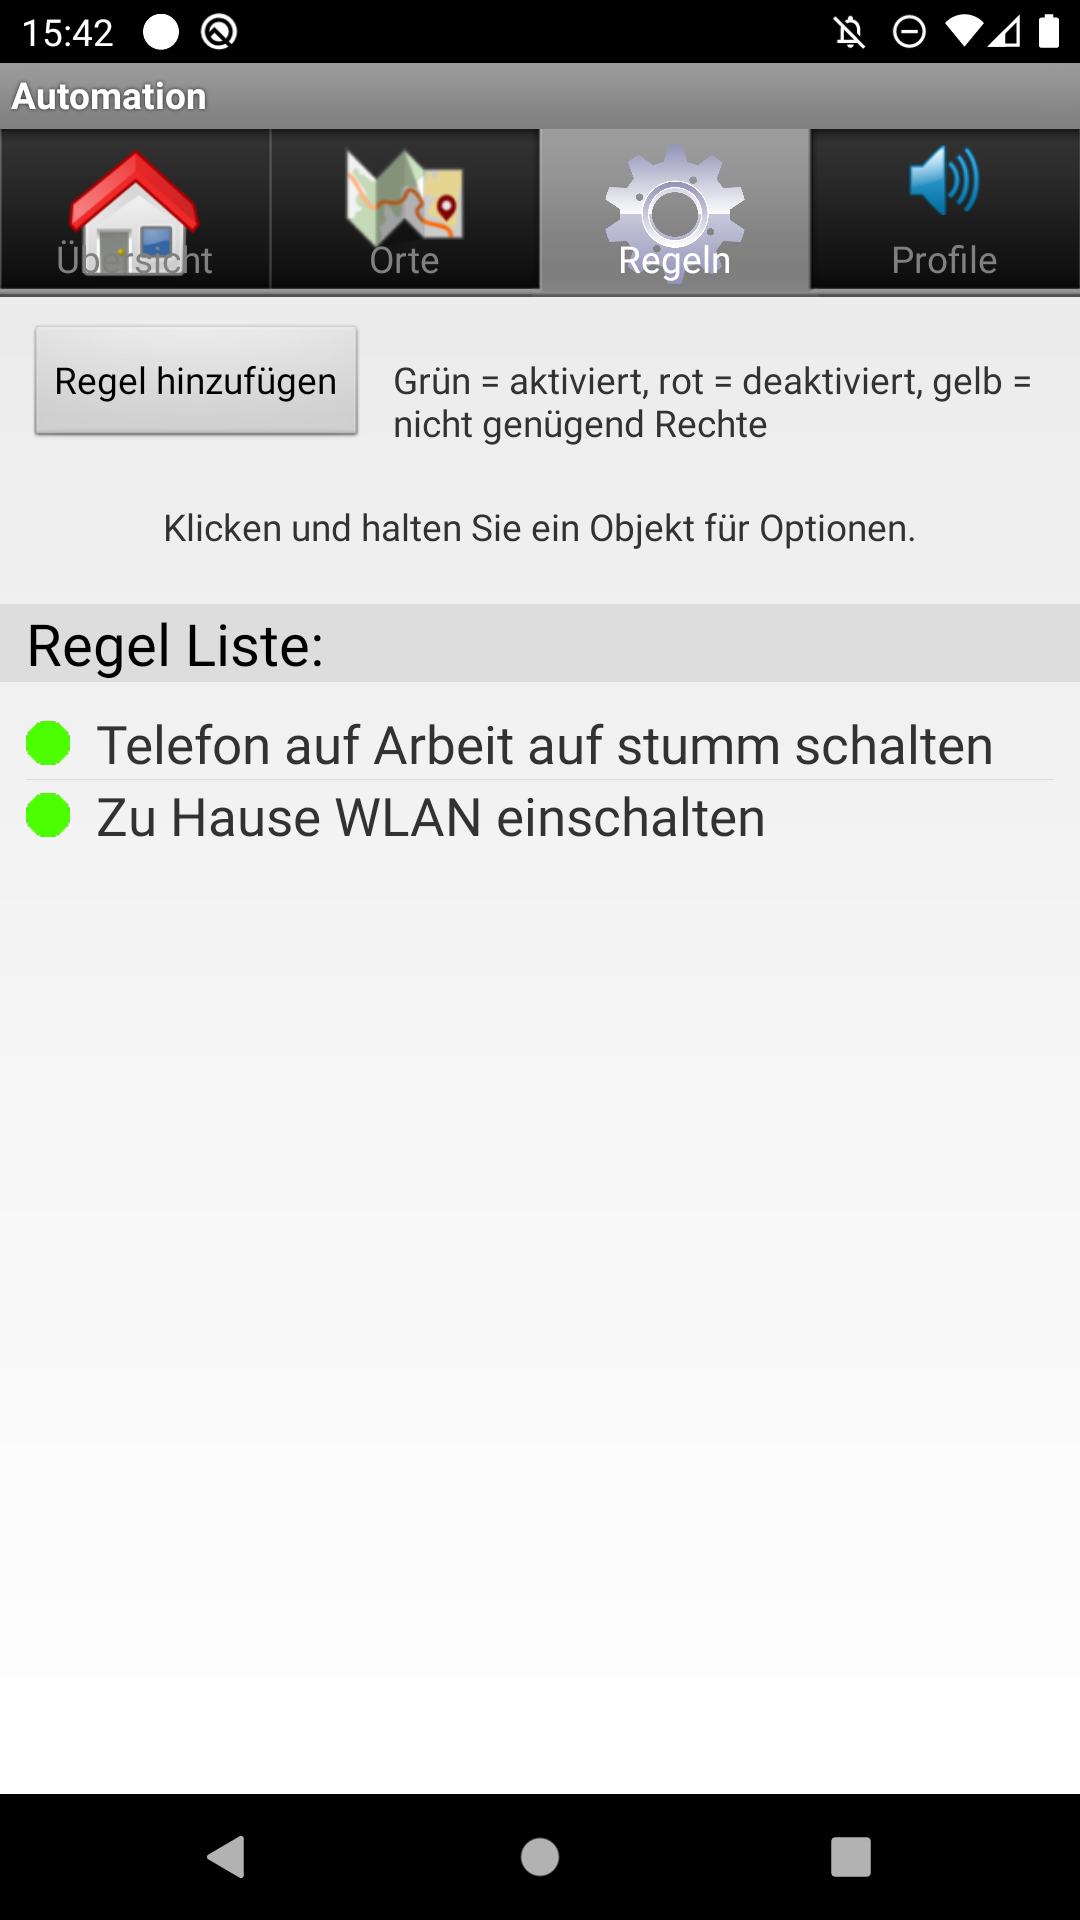 15:42
Automation
Übersicht
Orte
Regeln
Profile
Regel hinzufügen
Grün = aktiviert, rot = deaktiviert, gelb =
nicht genügend Rechte
Klicken und halten Sie ein Objekt für Optionen.
Regel Liste:
Telefon auf Arbeit auf stumm schalten
Zu Hause WLAN einschalten